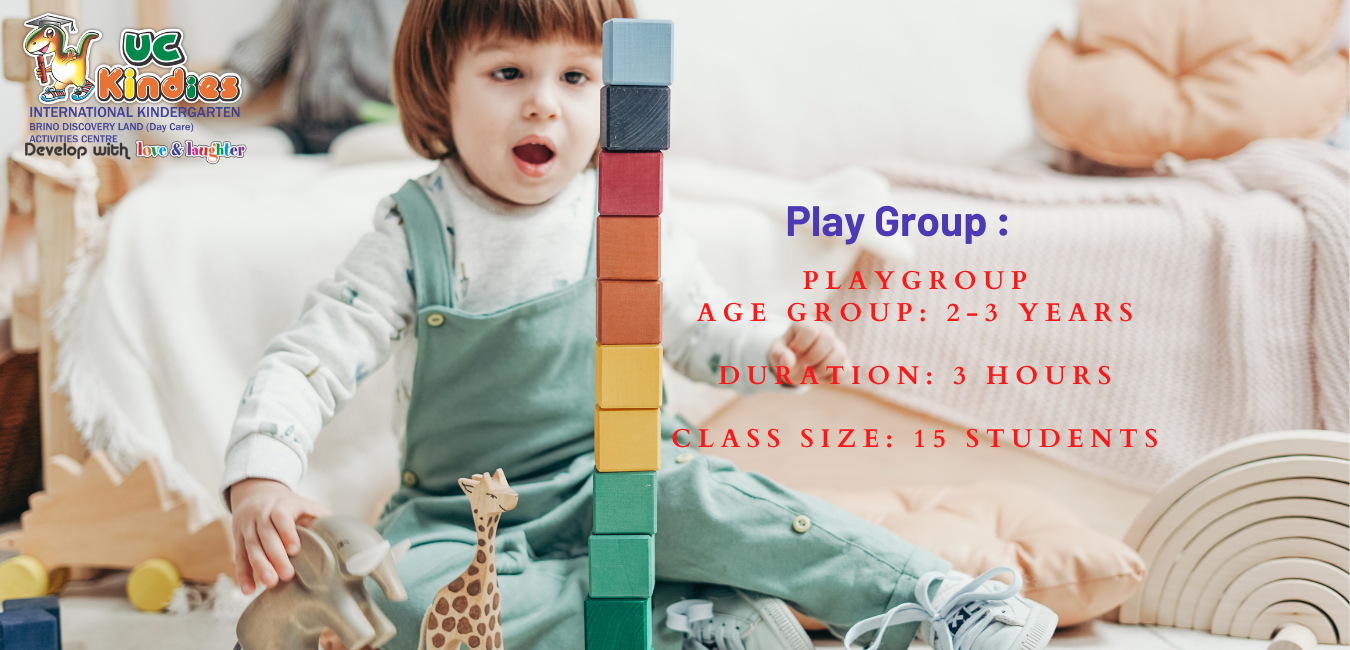 UC
Kindies
INTERNATIONAL KINDERGARTEN
BRINO DISCOVERY LAND (Day Care)
ACTIVITIES CENTRE
Develop with love & laughter
Play Group :
PLAYGROUP
AGE GROUP: 2-3 YEARS
DURATION: 3 HOURS
CLASS SIZE: 15 STUDENTS